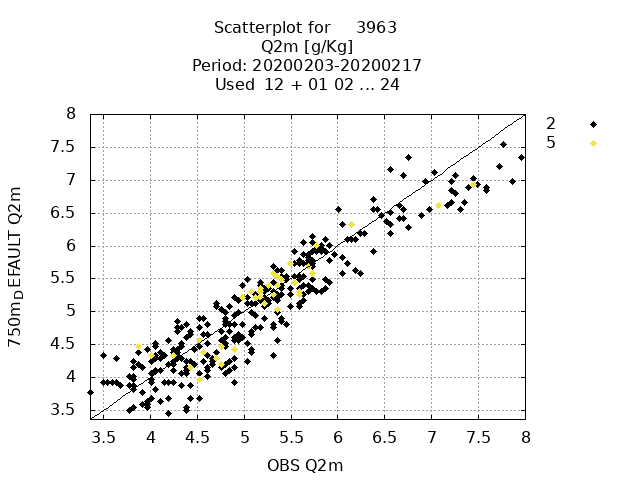 Scatterplot for 3963
Q2m [g/Kg]
Period: 20200203-20200217
Used 12 + 01 02 ... 24
2
5
750mDEFAULT Q2m
8
7.5
7
6.5
6
5.5
5
4.5
4
3.5
3.5 4 4.5 5 5.5 6 6.5 7 7.5 8
OBS Q2m